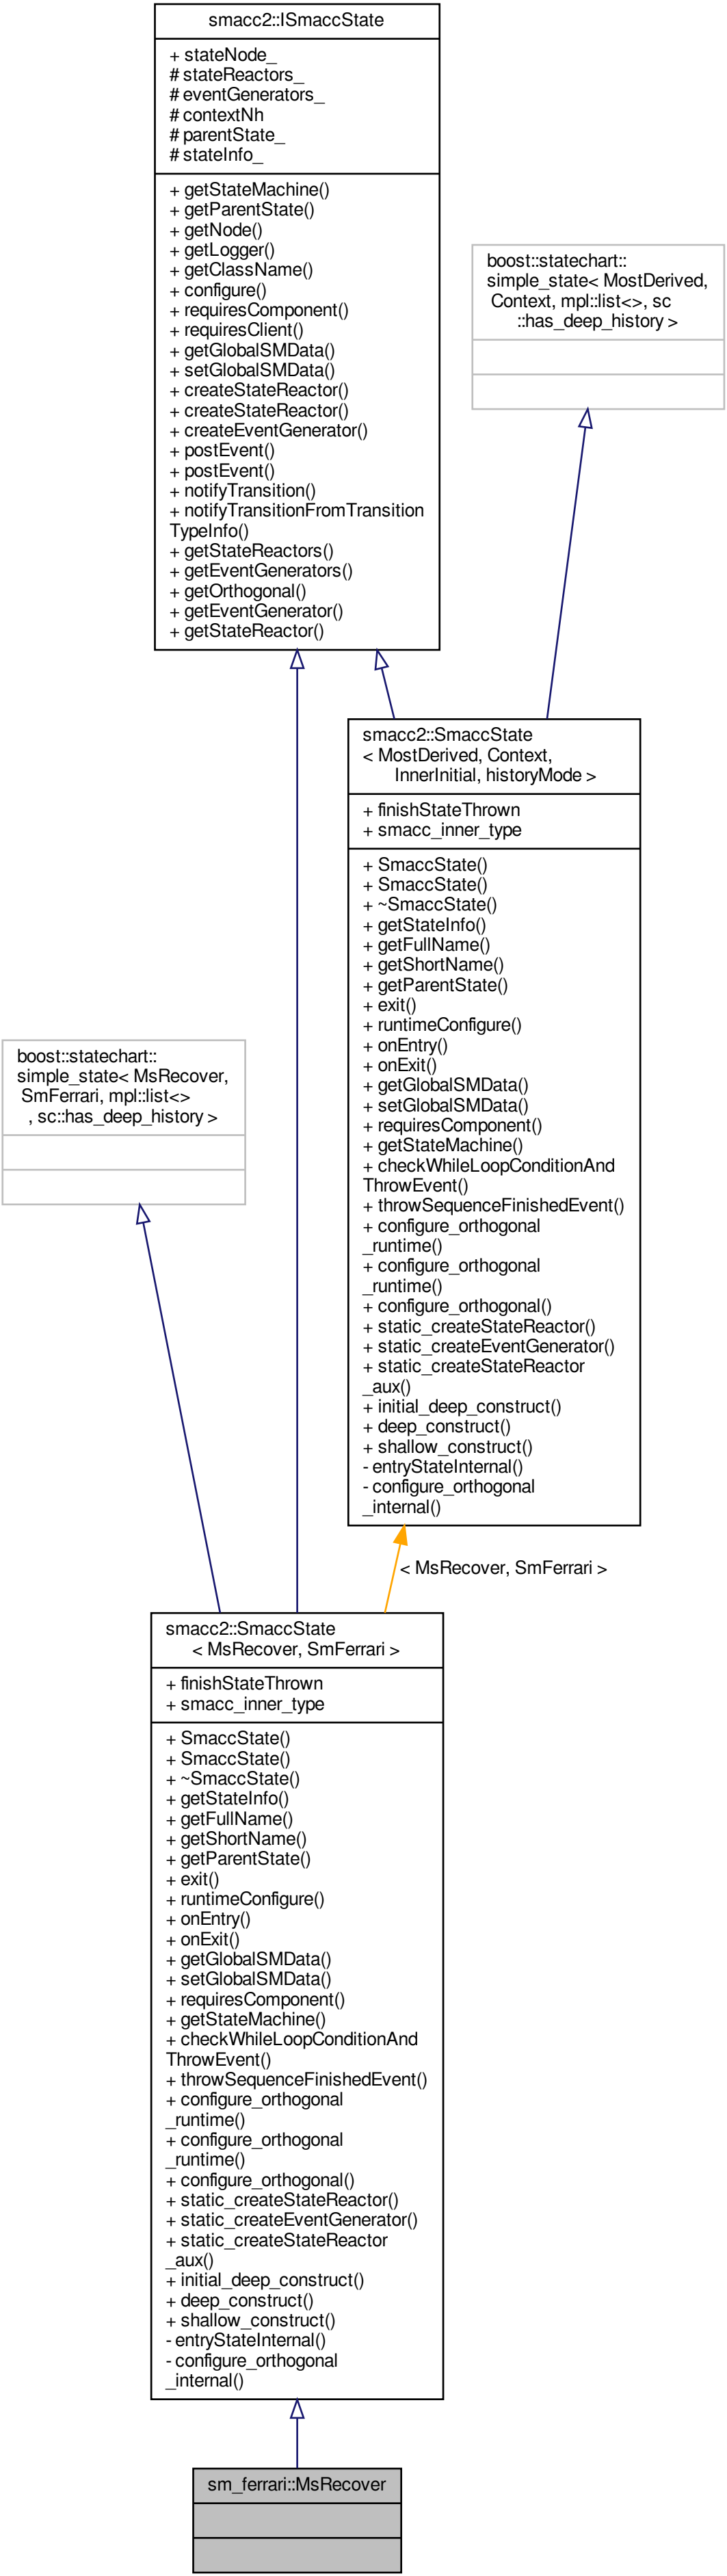 smacc2::ISmaccState
+ stateNode_
# stateReactors_
# eventGenerators_
# contextNh
# parentState_
# stateInfo_
+ getStateMachine()
+ getParentState()
+ getNode()
+ getLogger()
+ getClassName()
+ configure()
+ requiresComponent()
+ requiresClient()
+ getGlobalSMData()
+ setGlobalSMData()
+ createStateReactor()
+ createStateReactor()
+ createEventGenerator()
+ postEvent()
+ postEvent()
+ notifyTransition()
+ notifyTransitionFromTransition
TypeInfo()
+ getStateReactors()
+ getEventGenerators()
+ getOrthogonal()
+ getEventGenerator()
+ getStateReactor()
boost::statechart::
simple_state< MostDerived,
Context, mpl::list<>, sc
::has_deep_history >
smacc2::SmaccState
< MostDerived, Context,
InnerInitial, historyMode >
+ finishStateThrown
+ smacc_inner_type
+ SmaccState()
+ SmaccState()
+ ~SmaccState()
+ getStateInfo()
+ getFullName()
+ getShortName()
+ getParentState()
+ exit()
+ runtimeConfigure()
+ onEntry()
+ onExit()
+ getGlobalSMData()
+ setGlobalSMData()
+ requiresComponent()
+ getStateMachine()
+ checkWhileLoopConditionAnd
ThrowEvent()
+ throwSequenceFinishedEvent()
+ configure_orthogonal
_runtime()
+ configure_orthogonal
_runtime()
+ configure_orthogonal()
+ static_createStateReactor()
+ static_createEventGenerator()
+ static_createStateReactor
_aux()
+ initial_deep_construct()
+ deep_construct()
+ shallow_construct()
- entryStateInternal()
- configure_orthogonal
_internal()
boost::statechart::
simple_state< MsRecover,
SmFerrari, mpl::list<>
, sc::has_deep_history >
< MsRecover, SmFerrari >
smacc2::SmaccState
< MsRecover, SmFerrari >
+ finishStateThrown
+ smacc_inner_type
+ SmaccState()
+ SmaccState()
+ ~SmaccState()
+ getStateInfo()
+ getFullName()
+ getShortName()
+ getParentState()
+ exit()
+ runtimeConfigure()
+ onEntry()
+ onExit()
+ getGlobalSMData()
+ setGlobalSMData()
+ requiresComponent()
+ getStateMachine()
+ checkWhileLoopConditionAnd
ThrowEvent()
+ throwSequenceFinishedEvent()
+ configure_orthogonal
_runtime()
+ configure_orthogonal
_runtime()
+ configure_orthogonal()
+ static_createStateReactor()
+ static_createEventGenerator()
+ static_createStateReactor
_aux()
+ initial_deep_construct()
+ deep_construct()
+ shallow_construct()
- entryStateInternal()
- configure_orthogonal
_internal()
sm_ferrari::MsRecover